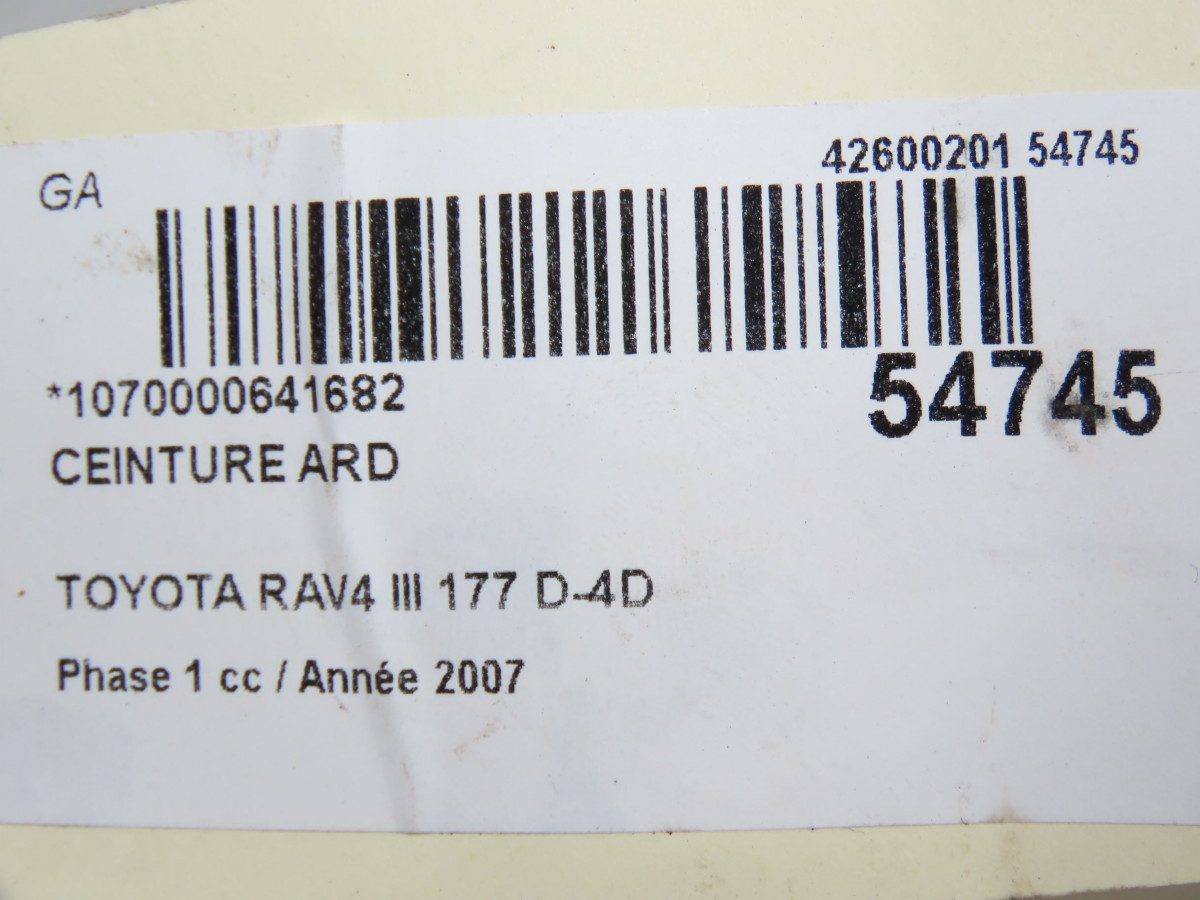 GA
42600201 54745
*1070000641682
54745
CEINTURE ARD
TOYOTA RAV4 III 177 D-4D
Phase 1 cc / Année 2007